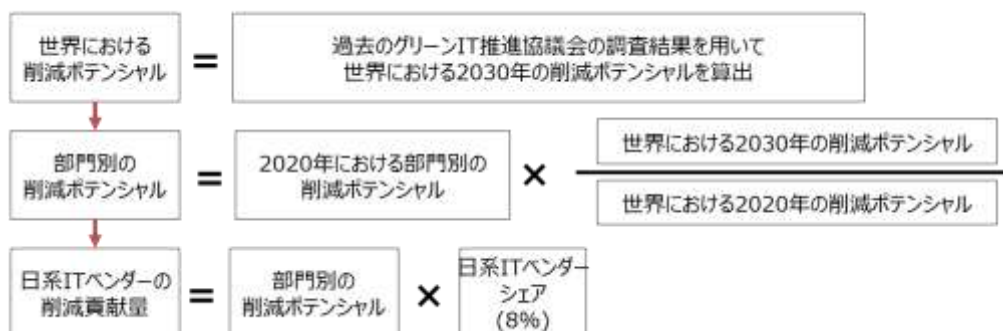 世界における
削減ポテンシャル
=
過去のグリーンIT推進協議会の調査結果を用いて
世界における2030年の削減ポテンシャルを算出
部門別の
削減ポテンシャル
=
2020年における部門別の
削減ポテンシャル
×
世界における2030年の削減ポテンシャル
世界における2020年の削減ポテンシャル
日系ITベンダーの
削減貢献量
=
部門別の
削減ポテンシャル
×
日系ITベンダー
シェア
(8%)